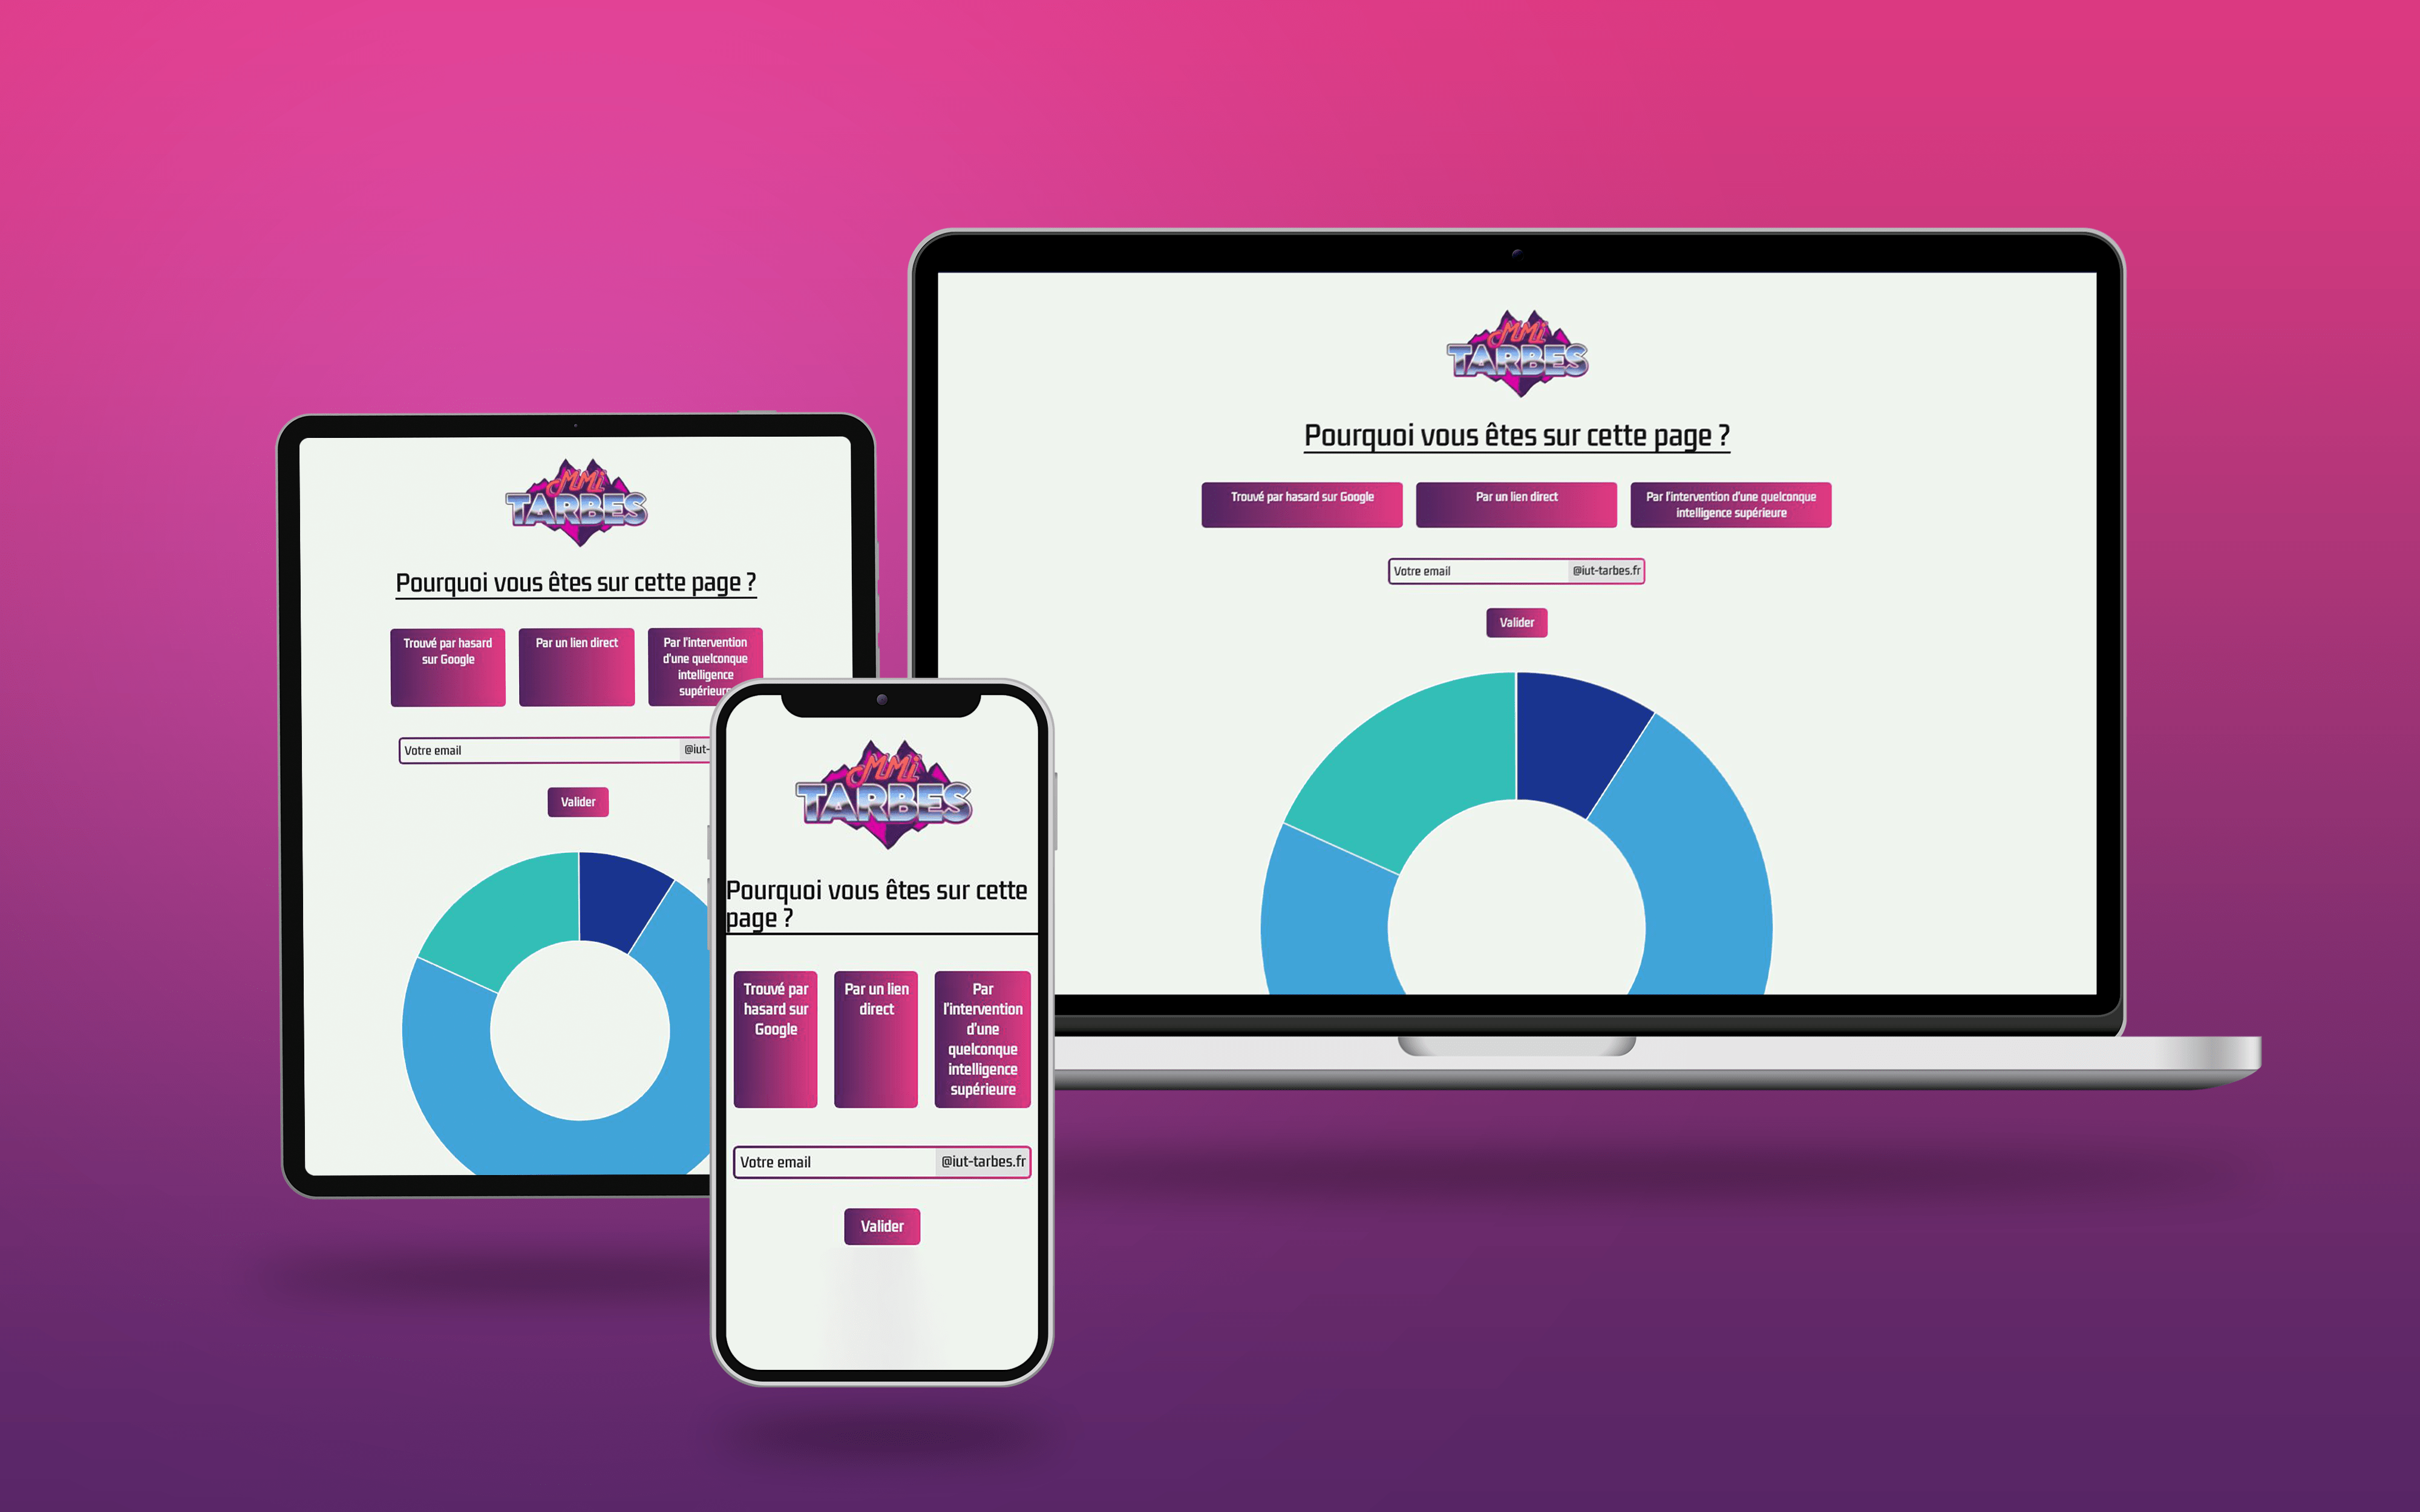 MMi
TARBES
Pourquoi vous êtes sur cette page ?
Trouvé par hasard
sur Google
Par un lien direct
Par l'intervention
d'une quelconque
intelligence
supérieure
Votre email
@iut-
Valider
MMi
TARBES
Pourquoi vous êtes sur cette
page ?
Trouvé par
hasard sur
Google
Par un lien
direct
Par
l'intervention
d'une
quelconque
intelligence
supérieure
Votre email
@iut-tarbes.fr
Valider
MMi
TARBES
Pourquoi vous êtes sur cette page ?
Trouvé par hasard sur Google
Par un lien direct
Par l'intervention d'une quelconque
intelligence supérieure
Votre email
@iut-tarbes.fr
Valider